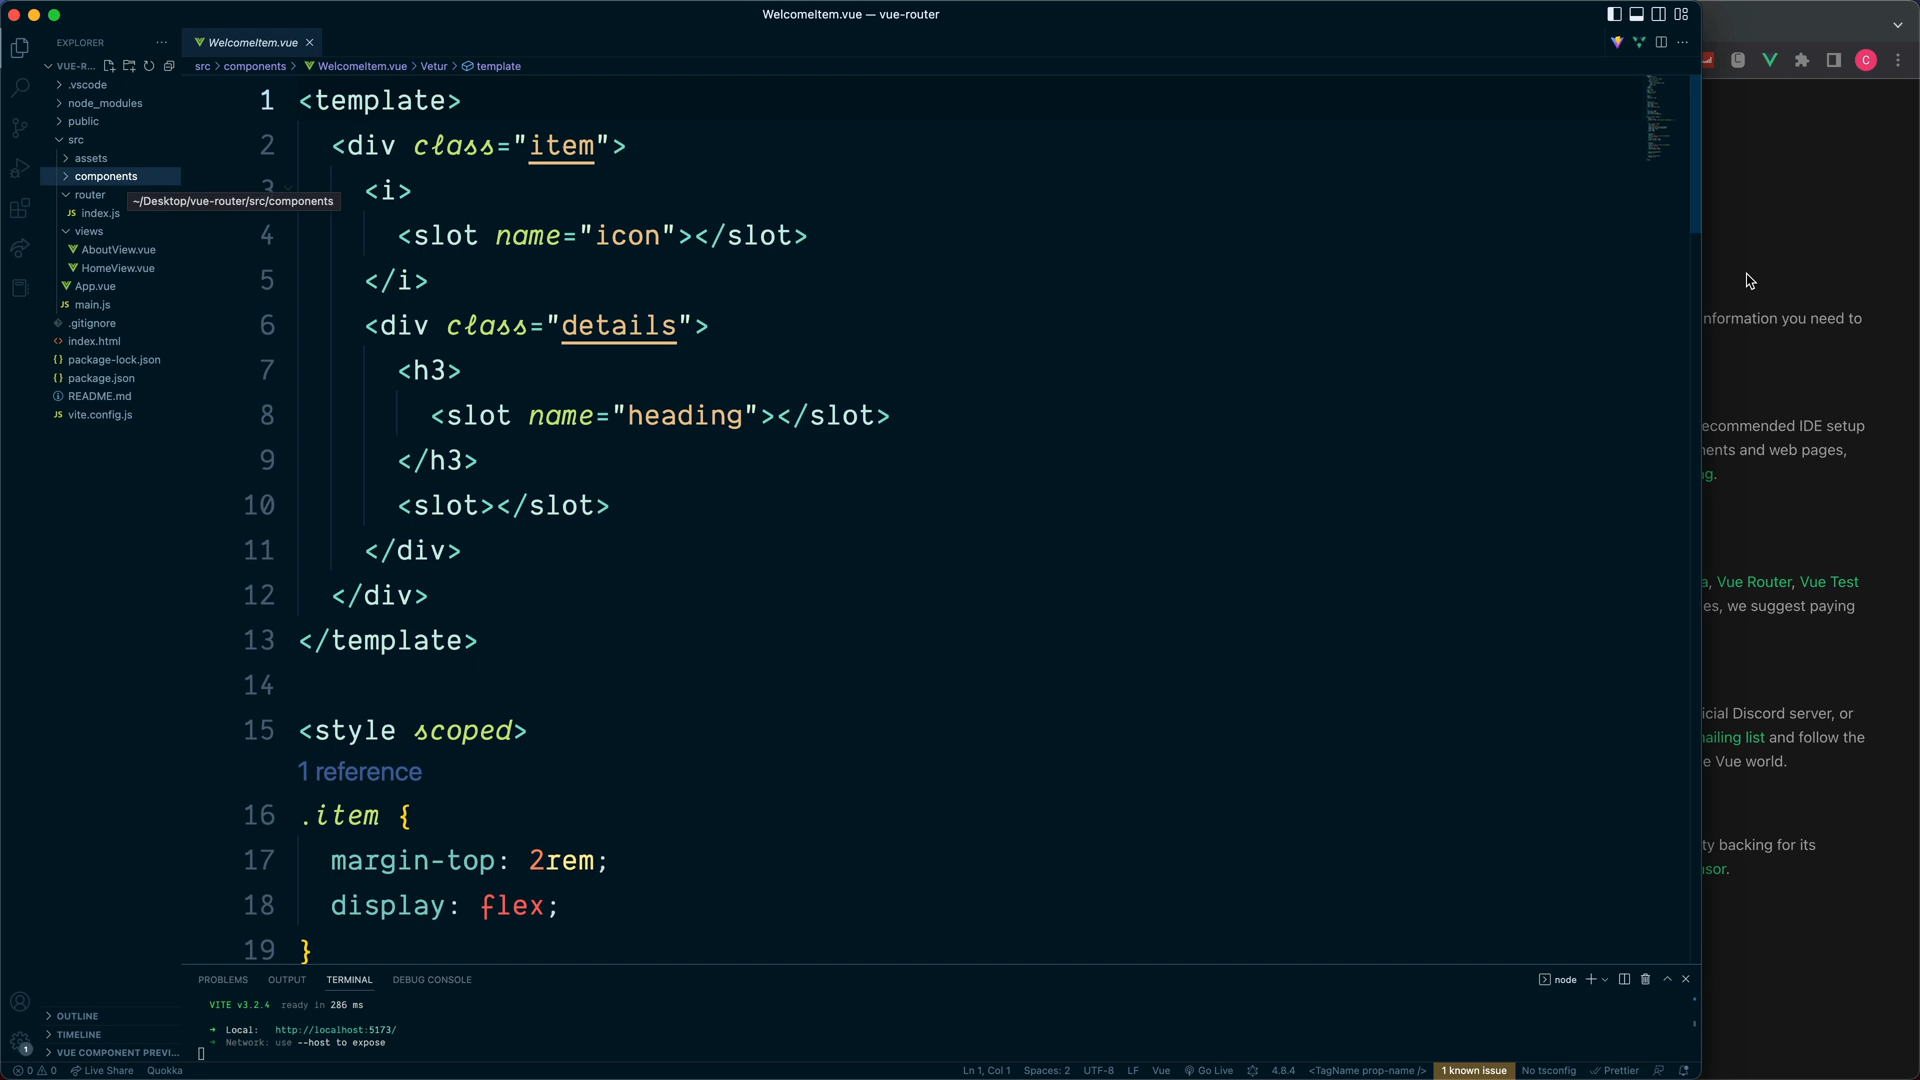 WelcomeItem.vue — vue-router
EXPLORER
WelcomeItem.vue
VUE-R...
src > components > WelcomeItem.vue > Vetur > template
.vscode
node_modules
public
src
assets
components
router
~/Desktop/vue-router/src/components
JS index.js
views
AboutView.vue
HomeView.vue
App.vue
JS main.js
.gitignore
<> index.html
{} package-lock.json
{} package.json
README.md
JS vite.config.js
1 <template>
2 <div class="item">
3 <i>
4 <slot name="icon"></slot>
5 </i>
6 <div class="details">
7 <h3>
8 <slot name="heading"></slot>
9 </h3>
10 <slot></slot>
11 </div>
12 </div>
13 </template>
14
15 <style scoped>
1 reference
16 .item {
17 margin-top: 2rem;
18 display: flex;
19 }
C
nformation you need to
ecommended IDE setup
ents and web pages,
g.
a, Vue Router, Vue Test
es, we suggest paying
icial Discord server, or
ailing list and follow the
e Vue world.
ty backing for its
nsor.
PROBLEMS OUTPUT TERMINAL DEBUG CONSOLE
node
VITE v3.2.4 ready in 286 ms
➜ Local: http://localhost:5173/
➜ Network: use --host to expose
OUTLINE
TIMELINE
VUE COMPONENT PREVI...
1
0 0 Live Share Quokka
Ln 1, Col 1 Spaces: 2 UTF-8 LF Vue Go Live 4.8.4 <TagName prop-name /> 1 known issue No tsconfig Prettier